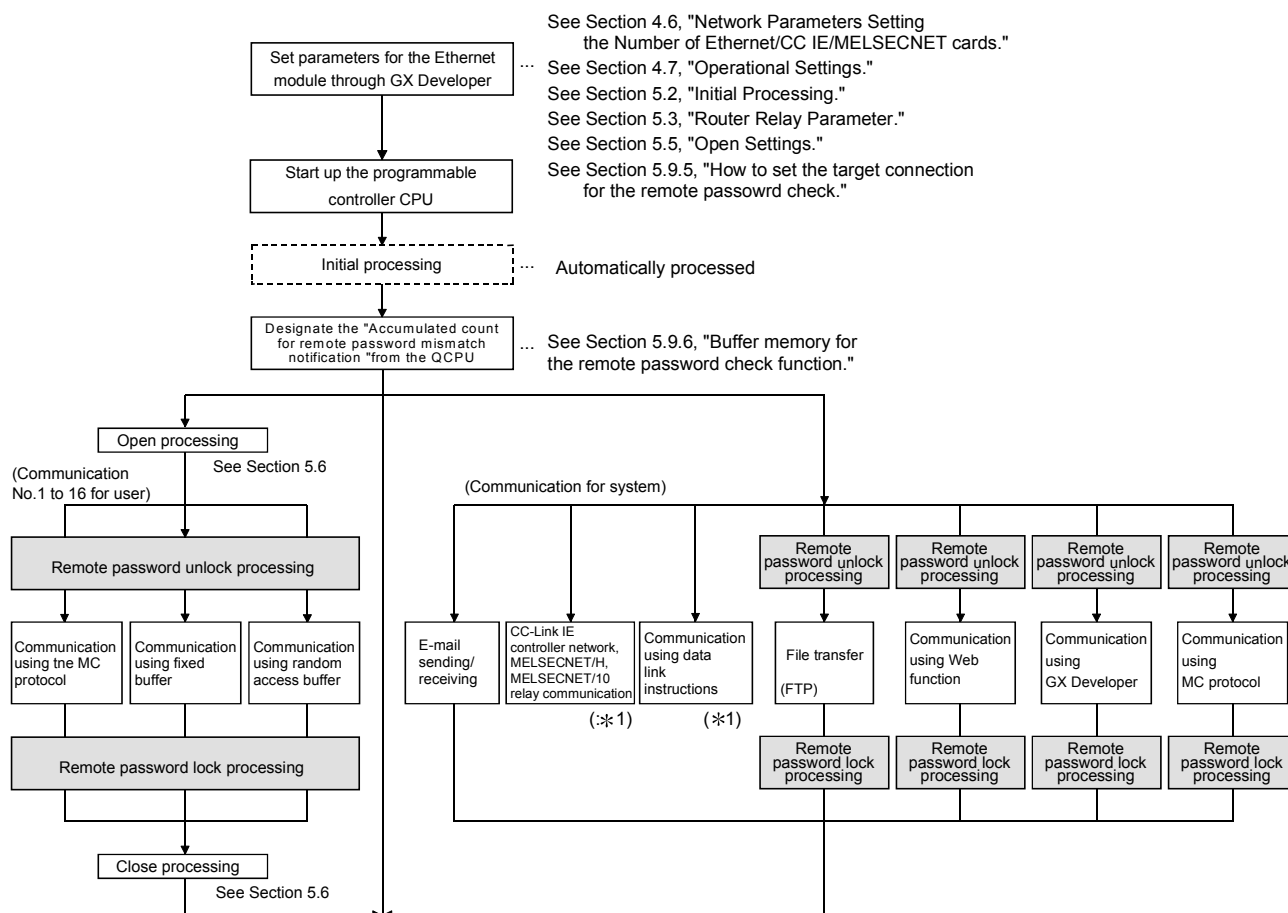 See Section 4.6, "Network Parameters Setting
the Number of Ethernet/CC IE/MELSECNET cards."
Set parameters for the Ethernet
module through GX Developer
...
See Section 4.7, "Operational Settings."
See Section 5.2, "Initial Processing."
See Section 5.3, "Router Relay Parameter."
See Section 5.5, "Open Settings."
See Section 5.9.5, "How to set the target connection
for the remote passowrd check."
Start up the programmable
controller CPU
Initial processing
...
Automatically processed
Designate the "Accumulated count
for remote password mismatch
notification "from the QCPU
...
See Section 5.9.6, "Buffer memory for
the remote password check function."
Open processing
See Section 5.6
(Communication
No.1 to 16 for user)
(Communication for system)
Remote password unlock processing
Remote
password unlock
processing
Remote
password unlock
processing
Remote
password unlock
processing
Remote
password unlock
processing
Communication
using tne MC
protocol
Communication
using fixed
buffer
Communication
using random
access buffer
E-mail
sending/
receiving
CC-Link IE
controller network,
MELSECNET/H,
MELSECNET/10
relay communication
(:*1)
Communication
using data
link
instructions
(*1)
File transfer
(FTP)
Communication
using Web
function
Communication
using
GX Developer
Communication
using
MC protocol
Remote password lock processing
Remote
password lock
processing
Remote
password lock
processing
Remote
password lock
processing
Remote
password lock
processing
Close processing
See Section 5.6